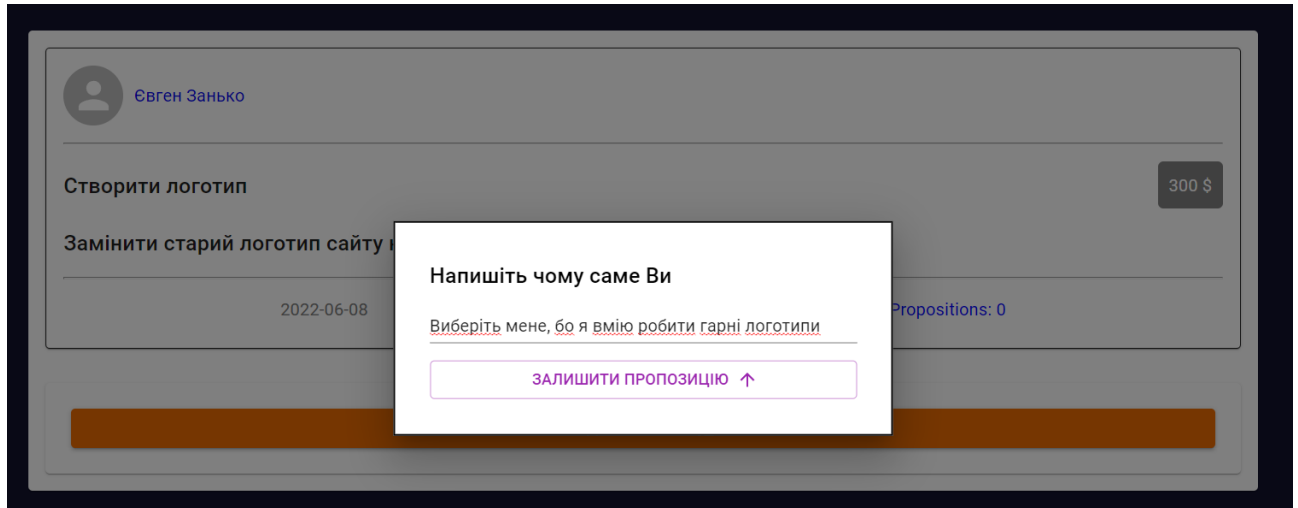 Євген Занько
Створити логотип
300 $
Замінити старий логотип сайту
Напишіть чому саме Ви
Виберіть мене, бо я вмію робити гарні логотипи
ЗАЛИШИТИ ПРОПОЗИЦІЮ ↑
2022-06-08
Propositions: 0